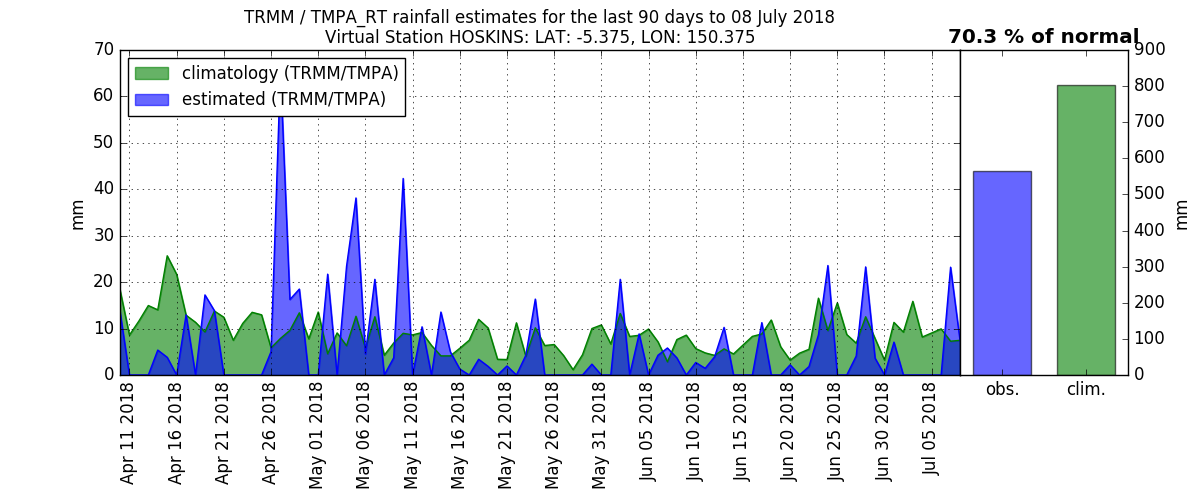 TRMM / TMPA_RT rainfall estimates for the last 90 days to 08 July 2018
Virtual Station HOSKINS: LAT: -5.375, LON: 150.375
70.3 % of normal
climatology (TRMM/TMPA)
estimated (TRMM/TMPA)
70
60
50
40
30
20
10
0
mm
Apr 11 2018
Apr 16 2018
Apr 21 2018
Apr 26 2018
May 01 2018
May 06 2018
May 11 2018
May 16 2018
May 21 2018
May 26 2018
May 31 2018
Jun 05 2018
Jun 10 2018
Jun 15 2018
Jun 20 2018
Jun 25 2018
Jun 30 2018
Jul 05 2018
obs.
clim.
900
800
700
600
500
400
300
200
100
0
mm